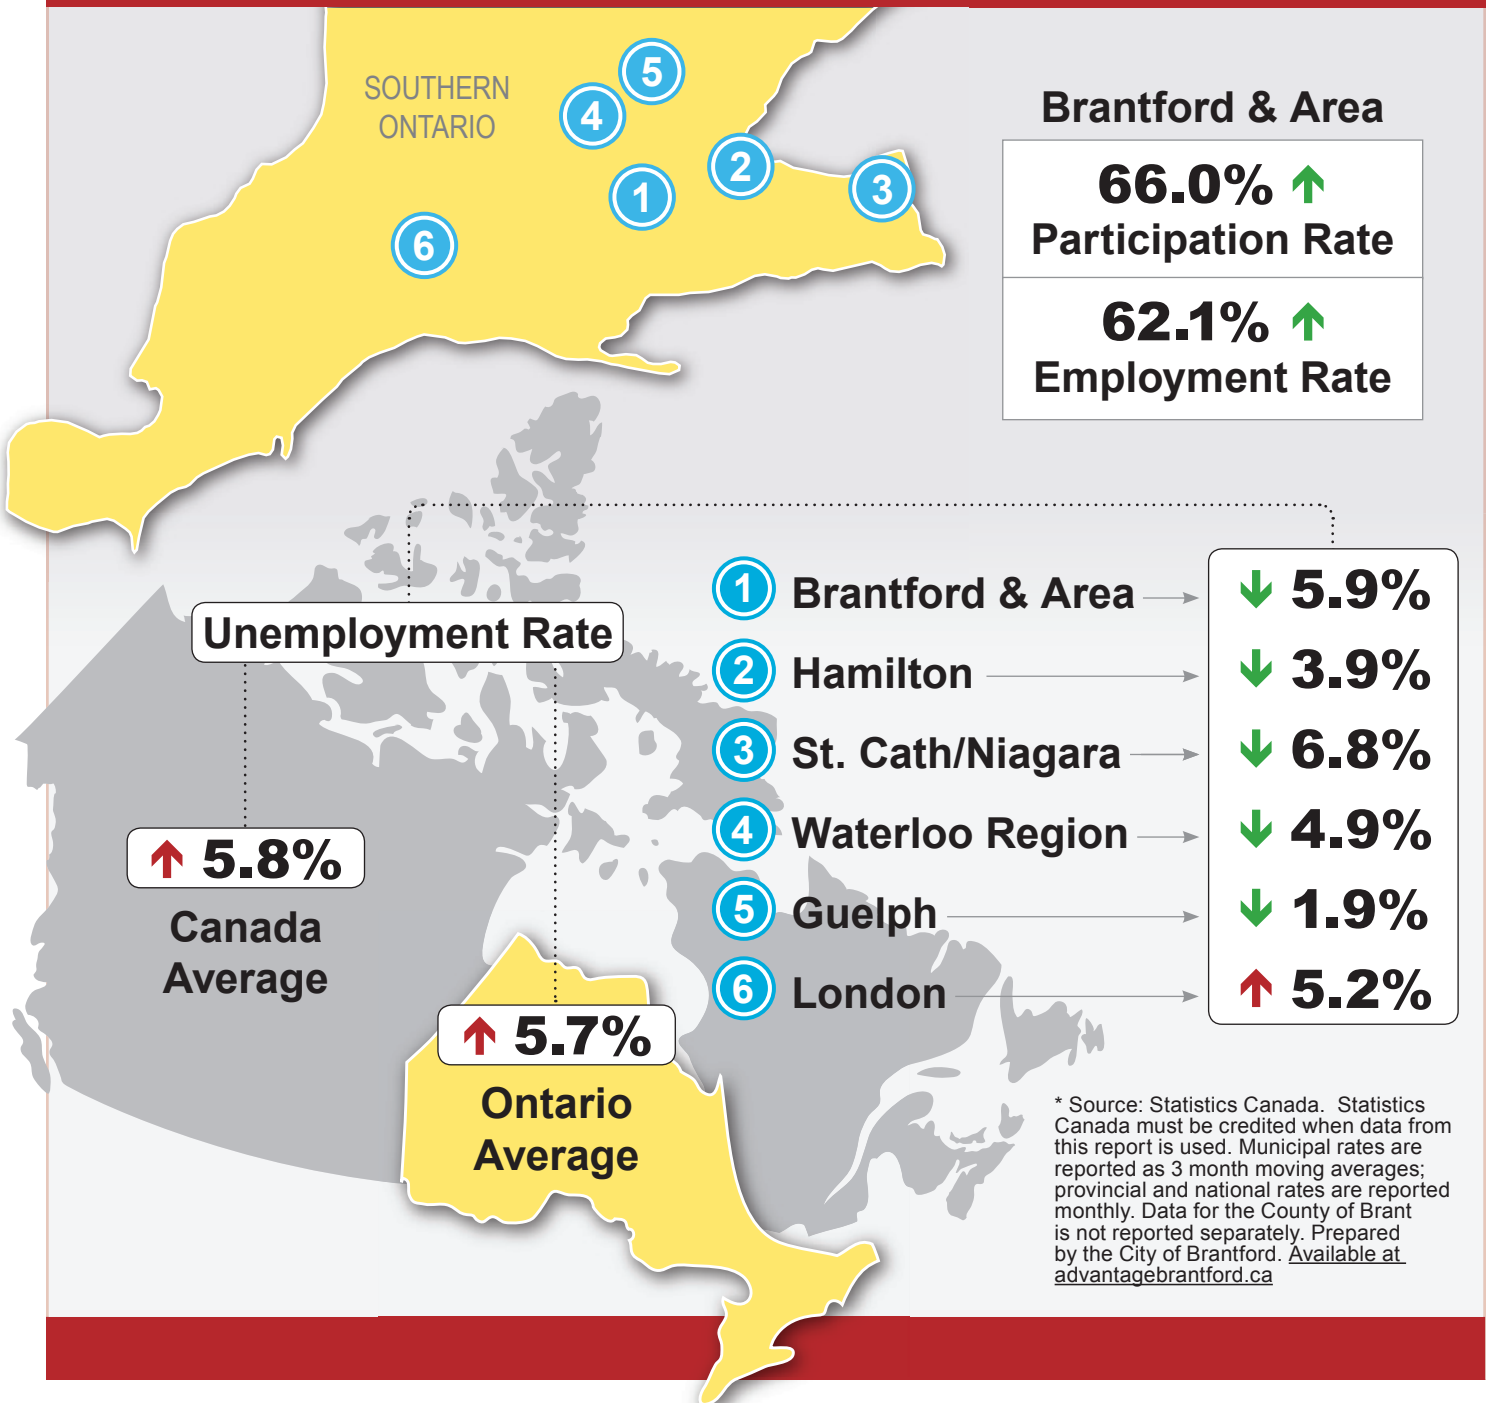 SOUTHERN
ONTARIO
5
4
2
3
1
6
Brantford & Area
66.0%
Participation Rate
62.1%
Employment Rate
Unemployment Rate
5.8%
Canada
Average
5.7%
Ontario
Average
1 Brantford & Area 5.9%
2 Hamilton 3.9%
3 St. Cath/Niagara 6.8%
4 Waterloo Region 4.9%
5 Guelph 1.9%
6 London 5.2%
* Source: Statistics Canada.  Statistics
Canada must be credited when data from
this report is used. Municipal rates are
reported as 3 month moving averages;
provincial and national rates are reported
monthly. Data for the County of Brant
is not reported separately. Prepared
by the City of Brantford. Available at
advantagebrantford.ca